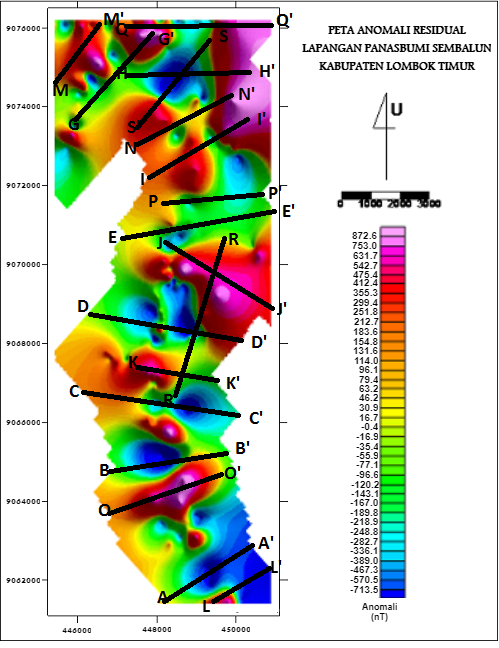 PETA ANOMALI RESIDUAL
LAPANGAN PANASBUMI SEMBALUN
KABUPATEN LOMBOK TIMUR
U
0 1000 2000 3000
872.6
753.0
631.7
542.7
475.4
412.4
355.3
299.4
251.8
212.7
183.6
154.8
131.6
114.0
96.1
79.4
63.2
46.2
30.9
16.7
-0.4
-16.9
-35.4
-55.9
-77.1
-96.6
-120.2
-143.1
-167.0
-189.8
-218.9
-248.8
-282.7
-336.1
-389.0
-467.3
-570.5
-713.5
Anomali
(nT)
9076000
9074000
9072000
9070000
9068000
9066000
9064000
9062000
446000 448000 450000
M' Q Q'
G' S
H H'
M N'
G S' I'
N
I
P P'
E E'
J R
D J'
D'
K K'
C R C'
B B'
O O'
A A'
L L'